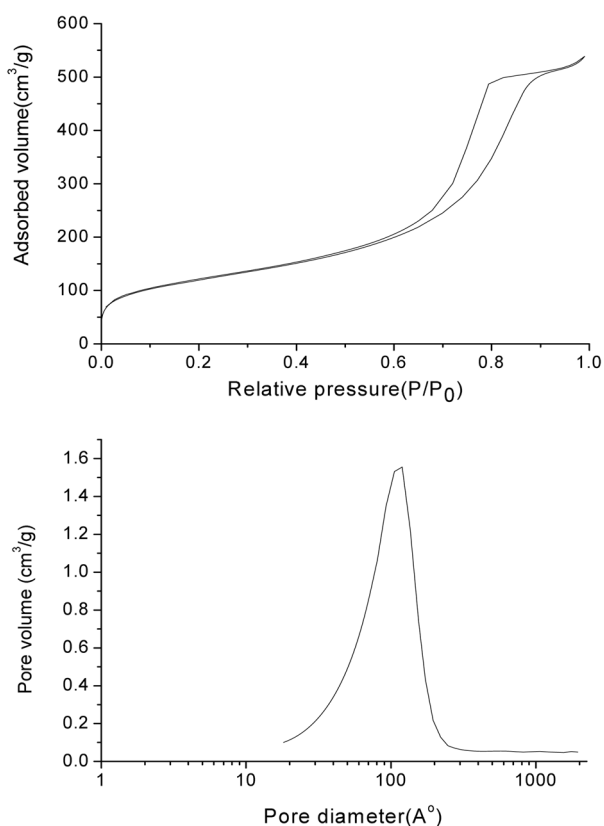 600
500
400
300
200
100
0
Adsorbed volume(cm³/g)
0.0 0.2 0.4 0.6 0.8 1.0
Relative pressure(P/P₀)
1.6
1.4
1.2
1.0
0.8
0.6
0.4
0.2
0.0
Pore volume (cm³/g)
1 10 100 1000
Pore diameter(A°)